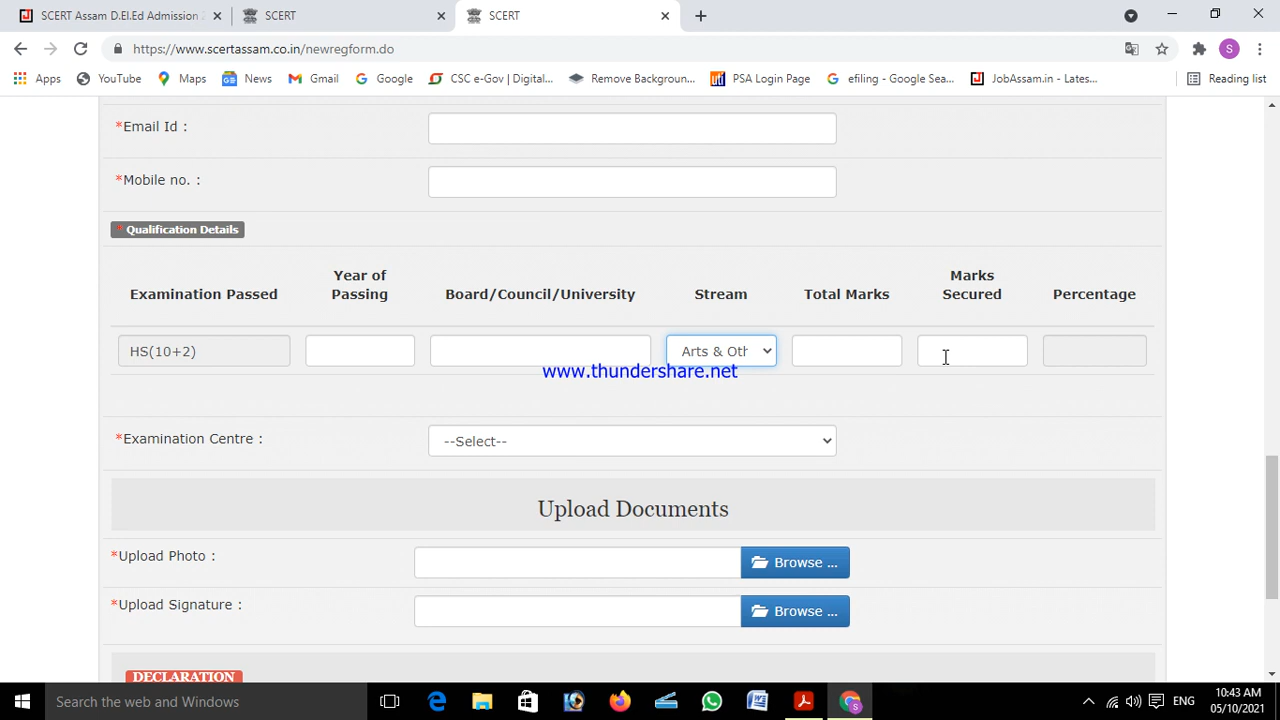 SCERT Assam D.El.Ed Admission
SCERT
SCERT
https://www.scertassam.co.in/newregform.do
S
Apps
YouTube
Maps
News
Gmail
Google
CSC e-Gov | Digital...
Remove Backgroun...
PSA Login Page
efiling - Google Sea...
JobAssam.in - Lates...
Reading list
*Email Id :
*Mobile no. :
* Qualification Details
Examination Passed
Year of
Passing
Board/Council/University
Stream
Total Marks
Marks
Secured
Percentage
HS(10+2)
Arts & Oth
www.thundershare.net
*Examination Centre :
--Select--
Upload Documents
*Upload Photo :
Browse ...
*Upload Signature :
Browse ...
DECLARATION
Search the web and Windows
ENG
10:43 AM
05/10/2021